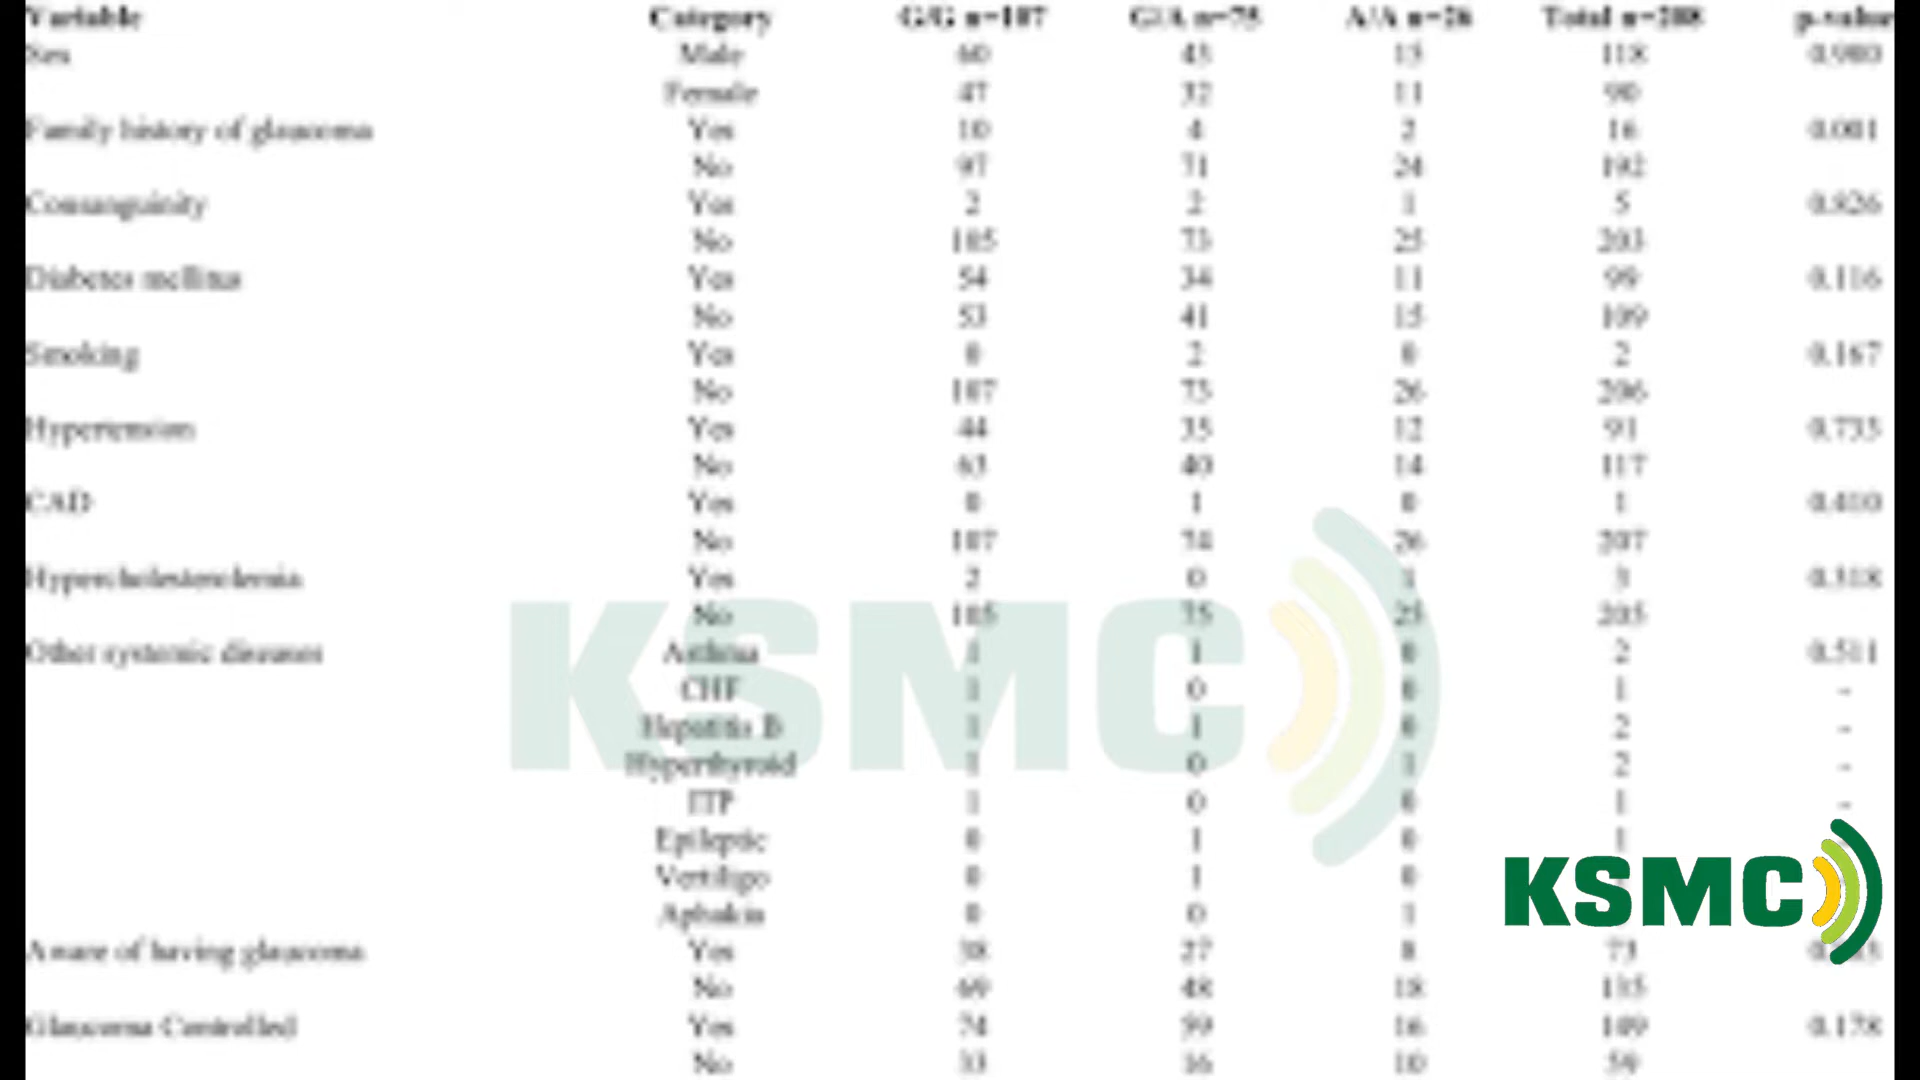 Variable Category G/G n=107 G/A n=75 A/A n=26 Total n=208 p-value
Sex Male 60 43 15 118 0.980
Female 47 32 11 90
Family history of glaucoma Yes 10 4 2 16 0.001
No 97 71 24 192
Consanguinity Yes 2 2 1 5 0.826
No 105 73 25 203
Diabetes mellitus Yes 54 34 11 99 0.116
No 53 41 15 109
Smoking Yes 0 2 0 2 0.167
No 107 73 26 206
Hypertension Yes 44 35 12 91 0.735
No 63 40 14 117
CAD Yes 0 1 0 1 0.410
No 107 74 26 207
Hypercholesterolemia Yes 2 0 1 3
No 105 75 25 205
Other systemic diseases Asthma 1 1 0 2 0.511
CHF 1 0 0 1 -
Hepatitis B 1 1 0 2 -
Hyperthyroid 1 0 1 2 -
ITP 1 0 0 1 -
Epileptic 0 1 0 1
Vertiligo 0 1 0
Aphakia 0 0 1
Aware of having glaucoma Yes 38 27 8 73
No 69 48 18 135
Glaucoma Controlled Yes 74 59 16 149 0.178
No 33 16 10 59
KSMC
KSMC